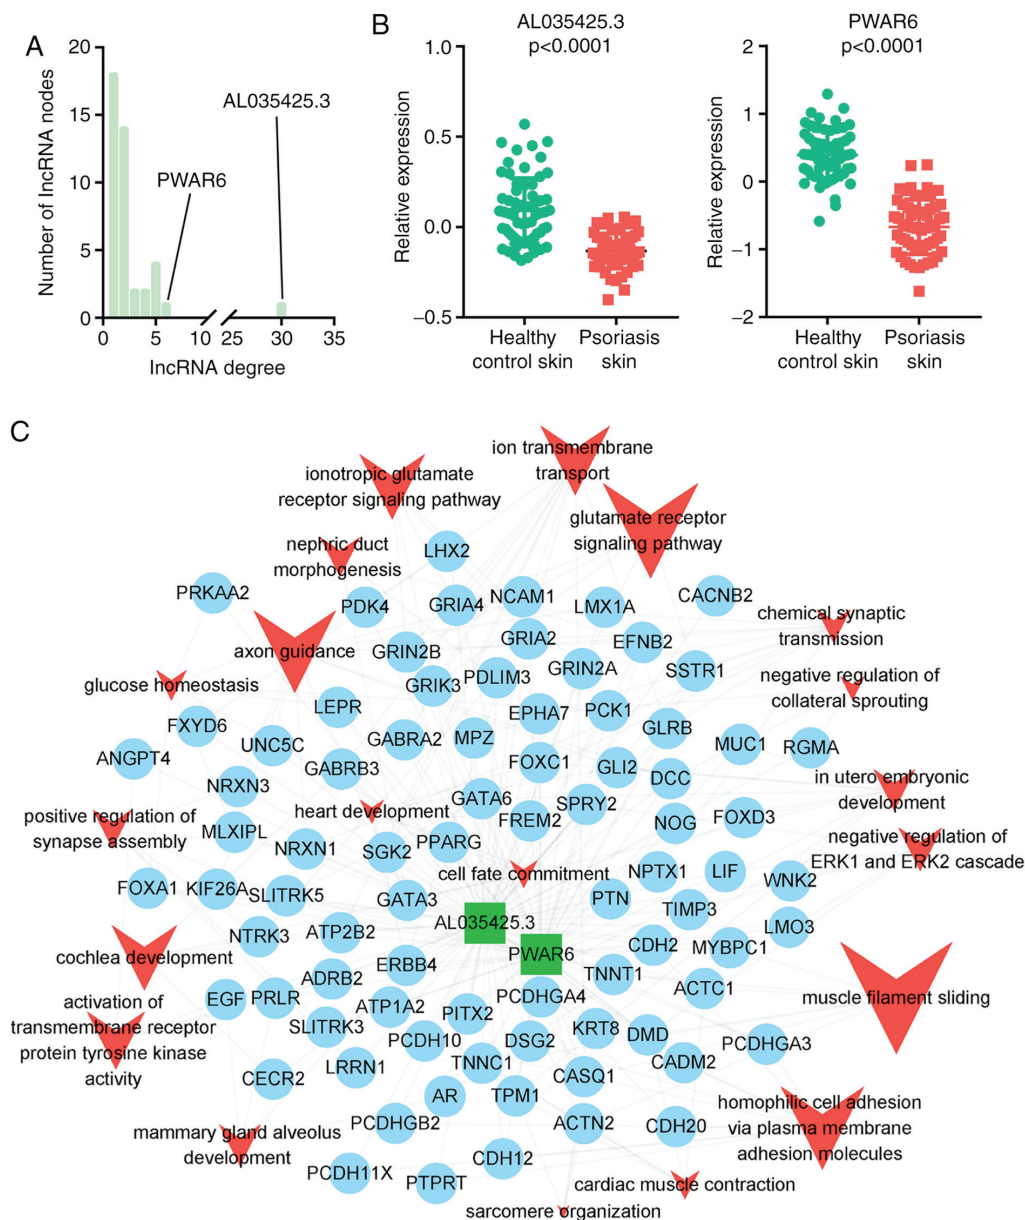 A
20
15
10
5
0
Number of lncRNA nodes
AL035425.3
PWAR6
0
5
10
25
30
35
lncRNA degree
B
AL035425.3
p<0.0001
1.0
0.5
0.0
−0.5
Relative expression
Healthy
control skin
Psoriasis
skin
PWAR6
p<0.0001
2
1
0
−1
−2
Relative expression
Healthy
control skin
Psoriasis
skin
C
ion transmembrane
transport
ionotropic glutamate
receptor signaling pathway
glutamate receptor
signaling pathway
nephric duct
morphogenesis
LHX2
PRKAA2
PDK4
GRIA4
NCAM1
LMX1A
CACNB2
chemical synaptic
transmission
axon guidance
GRIN2B
GRIA2
EFNB2
GRIN2A
SSTR1
glucose homeostasis
GRIK3
PDLIM3
negative regulation of
collateral sprouting
LEPR
EPHA7
PCK1
GLRB
FXYD6
UNC5C
GABRA2
MPZ
MUC1
RGMA
ANGPT4
GABRB3
FOXC1
GLI2
DCC
NRXN3
in utero embryonic
development
heart development
GATA6
SPRY2
positive regulation of
synapse assembly
MLXIPL
FREM2
NOG
FOXD3
NRXN1
SGK2
PPARG
negative regulation of
ERK1 and ERK2 cascade
cell fate commitment
NPTX1
LIF
WNK2
FOXA1
KIF26A
SLITRK5
GATA3
PTN
TIMP3
AL035425.3
LMO3
NTRK3
ATP2B2
CDH2
MYBPC1
cochlea development
PWAR6
ADRB2
ERBB4
TNNT1
ACTC1
muscle filament sliding
EGF
PRLR
ATP1A2
PCDHGA4
activation of
transmembrane receptor
protein tyrosine kinase
activity
SLITRK3
PITX2
KRT8
DMD
PCDH10
DSG2
PCDHGA3
CECR2
LRRN1
TNNC1
CASQ1
CADM2
AR
TPM1
homophilic cell adhesion
via plasma membrane
adhesion molecules
mammary gland alveolus
development
PCDHGB2
ACTN2
CDH20
PCDH11X
PTPRT
CDH12
cardiac muscle contraction
sarcomere organization